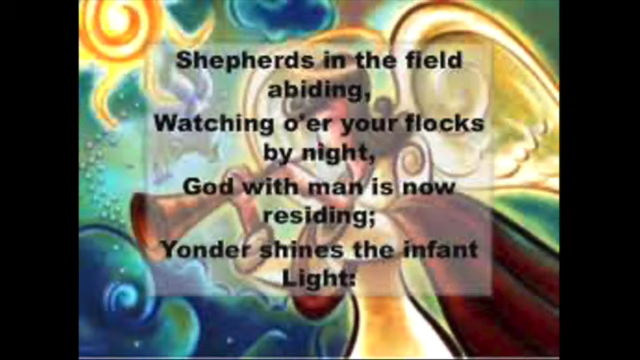 Shepherds in the field
abiding,
Watching o'er your flocks
by night,
God with man is now
residing;
Yonder shines the infant
Light: